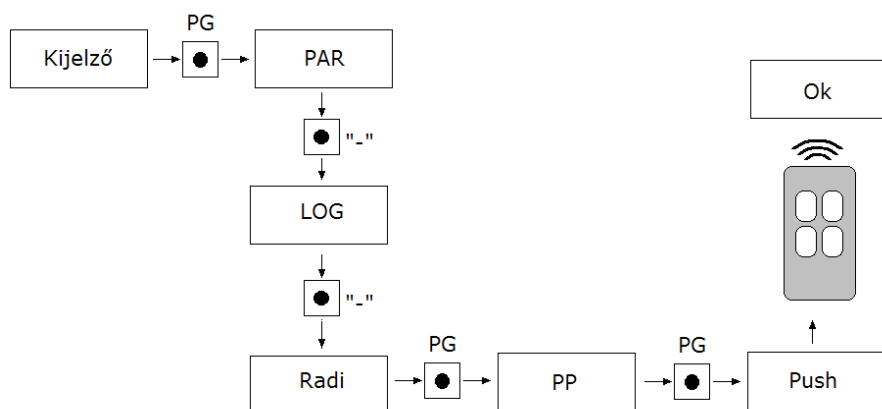 PG
Kijelző
PAR
Ok
"-"
LOG
"-"
PG
PG
Radi
PP
Push